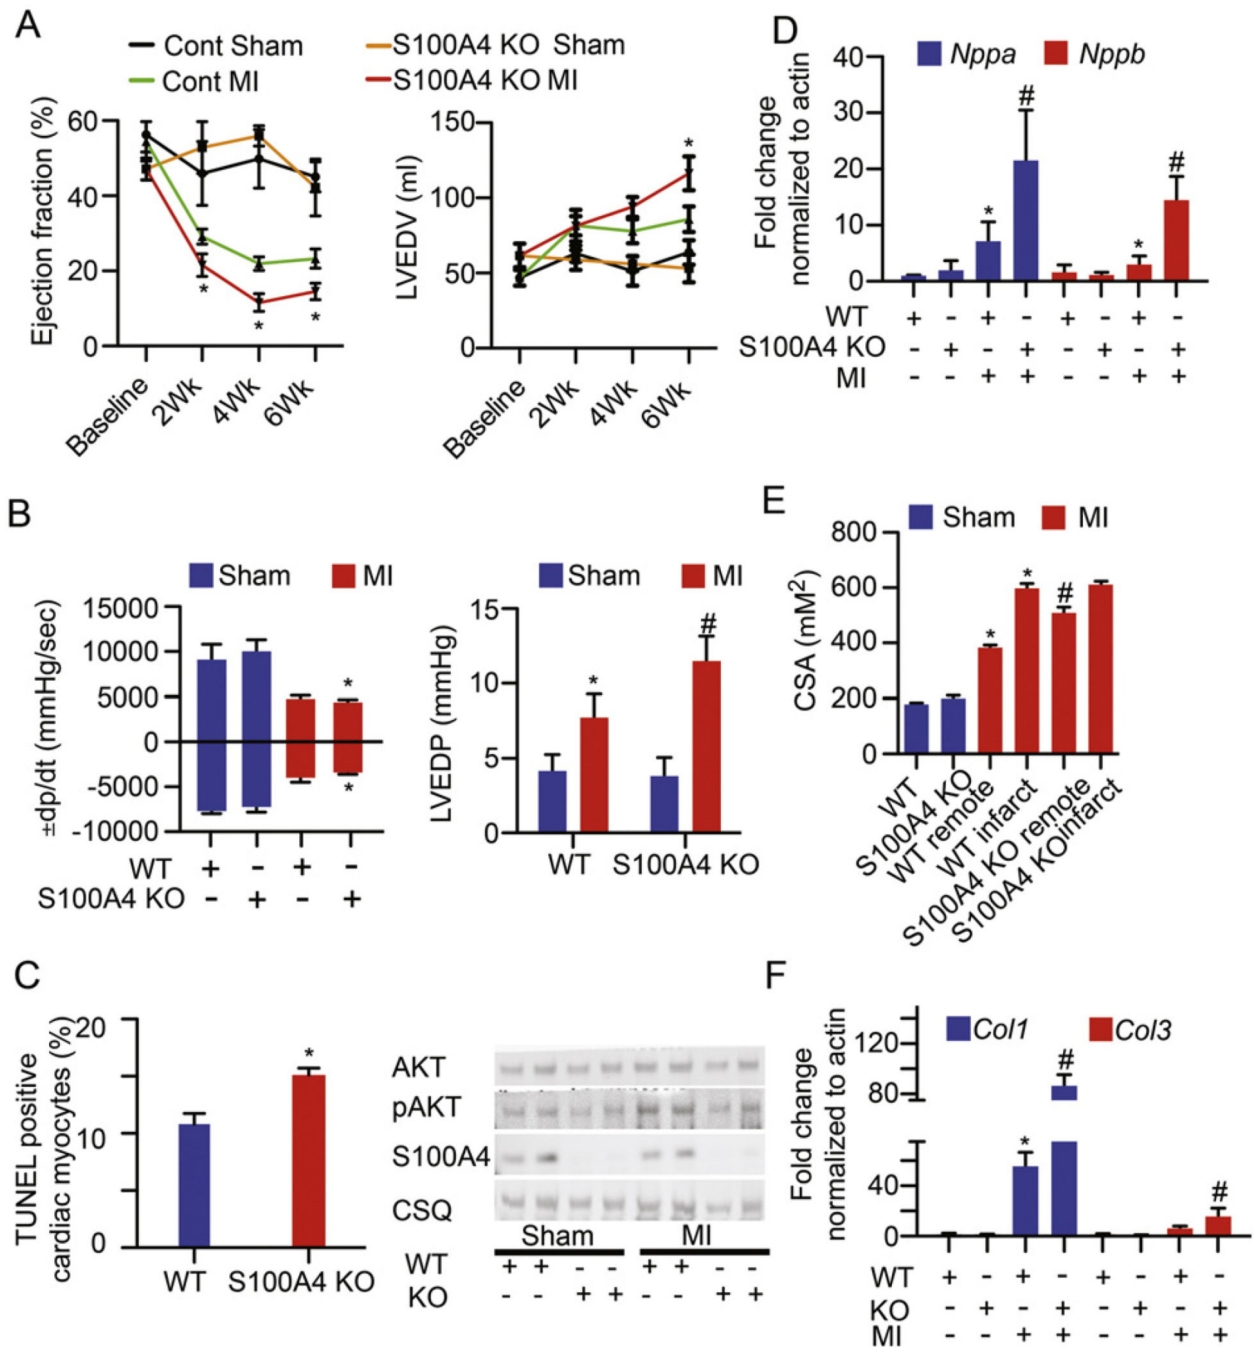 A
Cont Sham
S100A4 KO Sham
Cont MI
S100A4 KO MI
Ejection fraction (%)
60
40
20
0
*
*
*
Baseline
2Wk
4Wk
6Wk
LVEDV (ml)
150
100
50
0
*
Baseline
2Wk
4Wk
6Wk
D
Nppa
Nppb
Fold change
normalized to actin
40
30
20
10
0
*
#
*
#
WT + - + - + - + -
S100A4 KO - + - + - + - +
MI - - + + - - + +
B
Sham
MI
±dp/dt (mmHg/sec)
15000
10000
5000
0
-5000
-10000
*
*
WT + - + -
S100A4 KO - + - +
Sham
MI
LVEDP (mmHg)
15
10
5
0
*
#
WT
S100A4 KO
E
Sham
MI
CSA (mM2)
800
600
400
200
0
*
*
#
WT
S100A4 KO
WT remote
WT infarct
S100A4 KO remote
S100A4 KO infarct
C
TUNEL positive
cardiac myocytes (%)
20
10
0
*
WT
S100A4 KO
AKT
pAKT
S100A4
CSQ
Sham
MI
WT + + - - + + - -
KO - - + + - - + +
F
Col1
Col3
Fold change
normalized to actin
120
80
40
0
*
#
#
WT + - + - + - + -
KO - + - + - + - +
MI - - + + - - + +